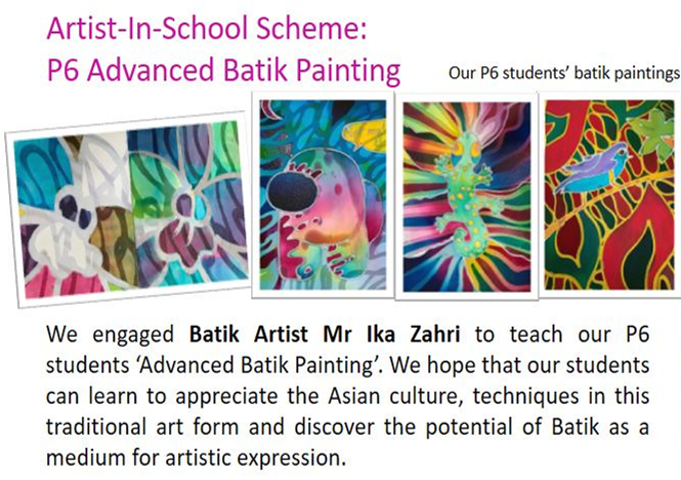 Artist-In-School Scheme:
P6 Advanced Batik Painting
Our P6 students’ batik paintings
We engaged Batik Artist Mr Ika Zahri to teach our P6
students ‘Advanced Batik Painting’. We hope that our students
can learn to appreciate the Asian culture, techniques in this
traditional art form and discover the potential of Batik as a
medium for artistic expression.